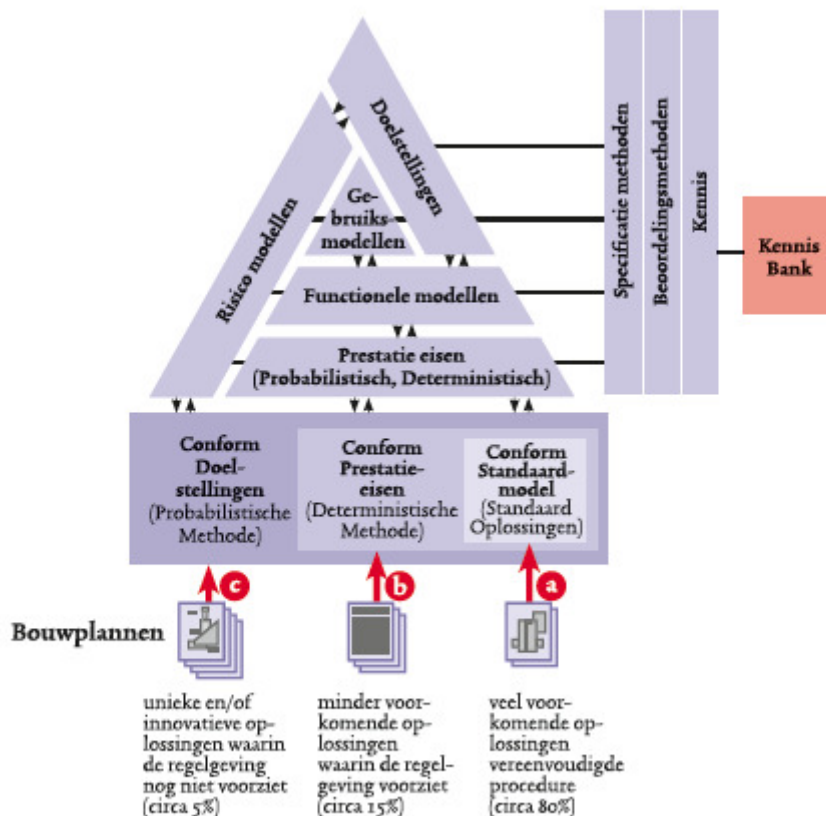 Doelstellingen
Risico modellen
Ge-
bruiks-
modellen
Functionele modellen
Prestatie eisen
(Probabilistisch, Deterministisch)
Specificatie methoden
Beoordelingsmethoden
Kennis
Kennis
Bank
Conform
Doel-
stellingen
(Probabilistische
Methode)
Conform
Prestatie-
eisen
(Deterministische
Methode)
Conform
Standaard-
model
(Standaard
Oplossingen)
c
b
a
Bouwplannen
unieke en/of
innovatieve op-
lossingen waarin
de regelgeving
nog niet voorziet
(circa 5%)
minder voor-
komende op-
lossingen
waarin de regel-
geving voorziet
(circa 15%)
veel voor-
komende op-
lossingen
vereenvoudigde
procedure
(circa 80%)